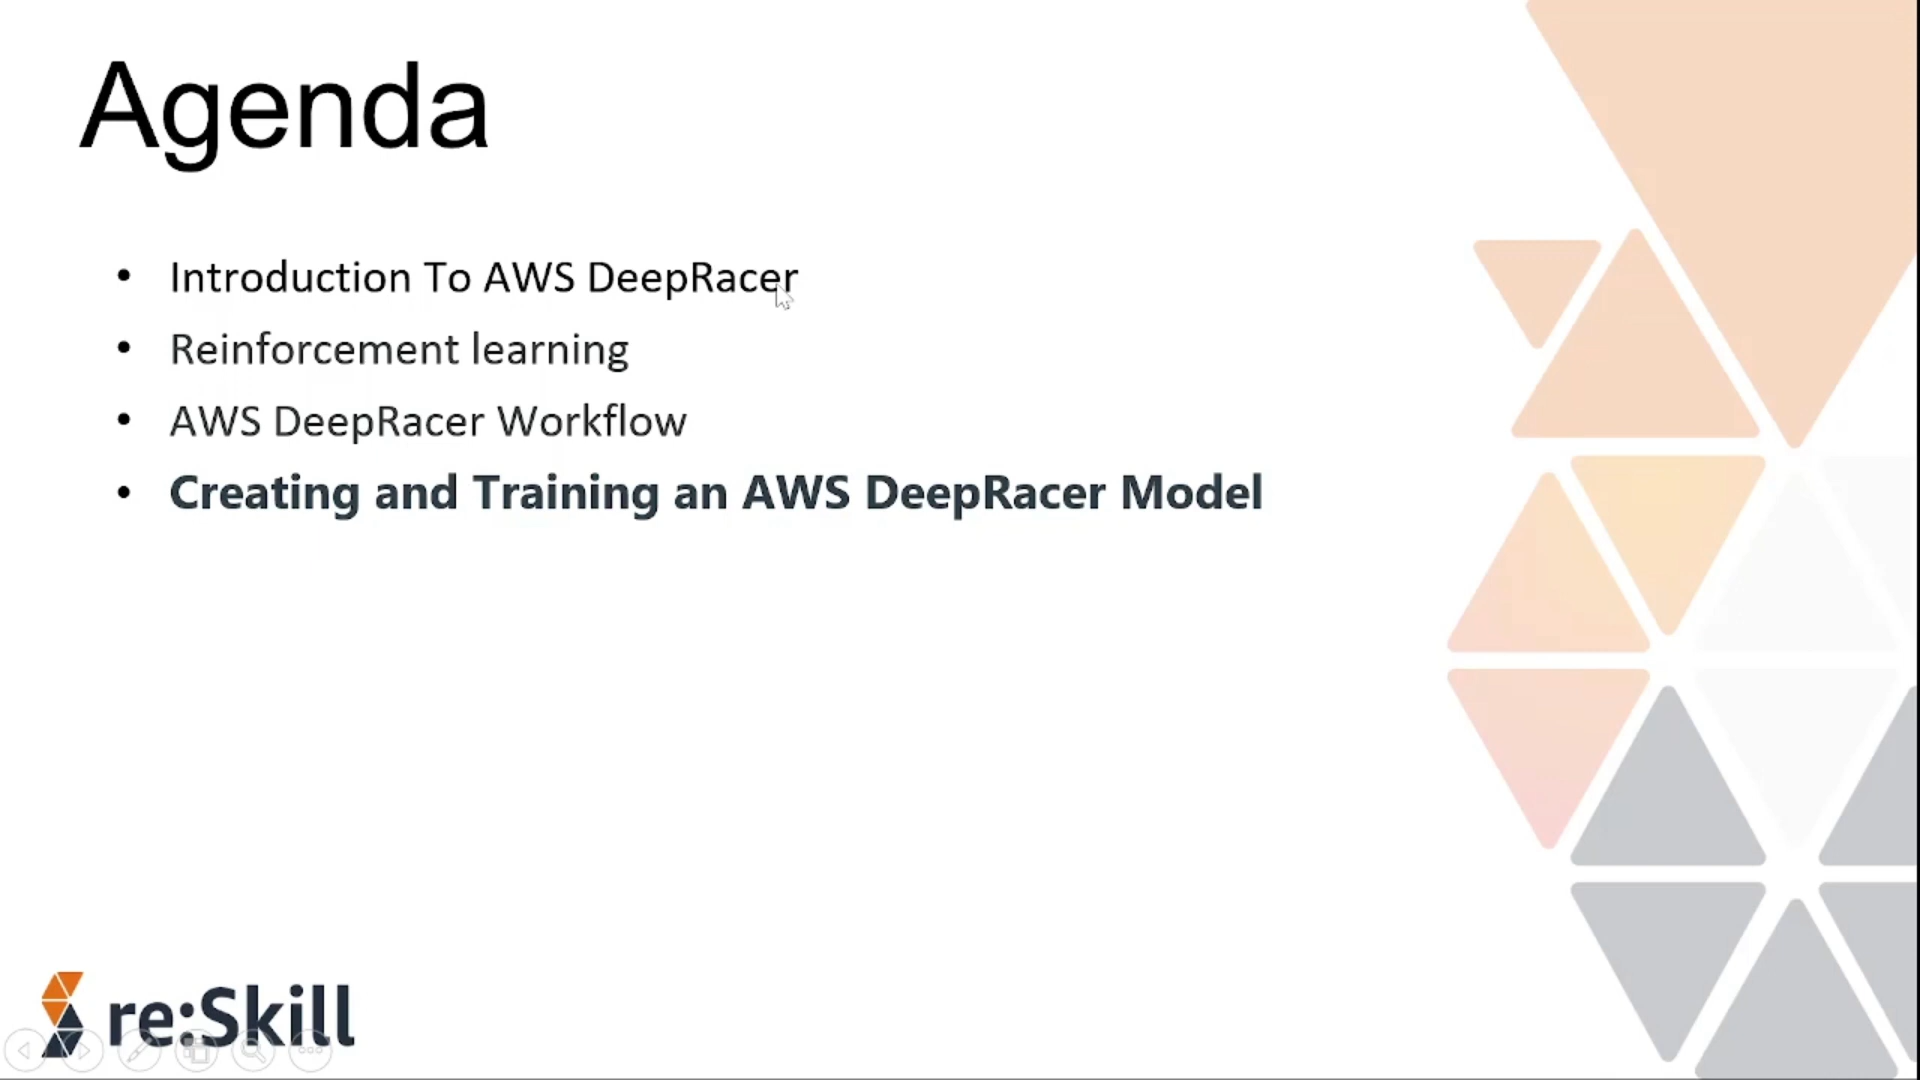 Agenda
• Introduction To AWS DeepRacer
• Reinforcement learning
• AWS DeepRacer Workflow
• Creating and Training an AWS DeepRacer Model
re:Skill